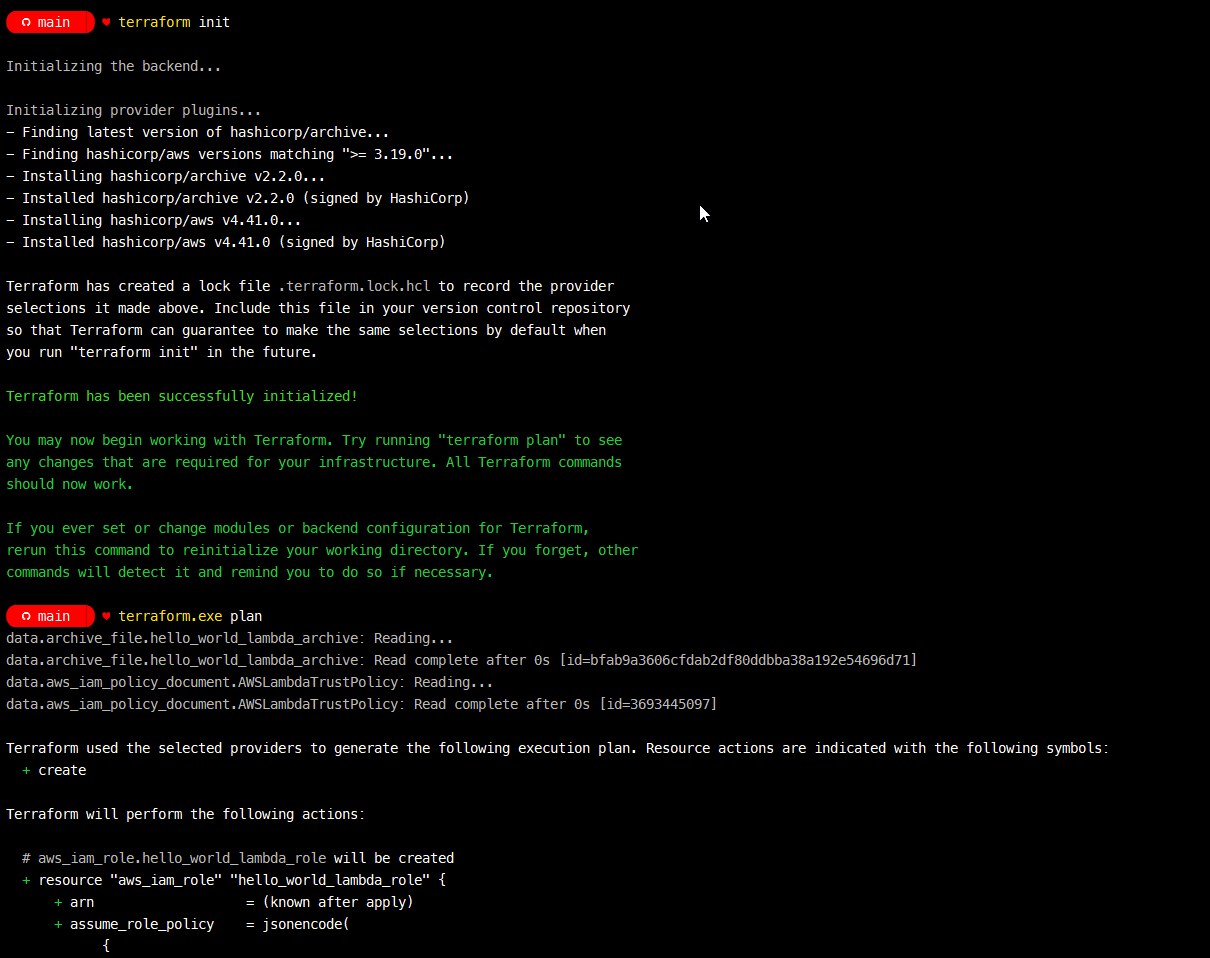 main ♥ terraform init
Initializing the backend...
Initializing provider plugins...
– Finding latest version of hashicorp/archive...
– Finding hashicorp/aws versions matching ">= 3.19.0"...
– Installing hashicorp/archive v2.2.0...
– Installed hashicorp/archive v2.2.0 (signed by HashiCorp)
– Installing hashicorp/aws v4.41.0...
– Installed hashicorp/aws v4.41.0 (signed by HashiCorp)
Terraform has created a lock file .terraform.lock.hcl to record the provider
selections it made above. Include this file in your version control repository
so that Terraform can guarantee to make the same selections by default when
you run "terraform init" in the future.
Terraform has been successfully initialized!
You may now begin working with Terraform. Try running "terraform plan" to see
any changes that are required for your infrastructure. All Terraform commands
should now work.
If you ever set or change modules or backend configuration for Terraform,
rerun this command to reinitialize your working directory. If you forget, other
commands will detect it and remind you to do so if necessary.
main ♥ terraform.exe plan
data.archive_file.hello_world_lambda_archive: Reading...
data.archive_file.hello_world_lambda_archive: Read complete after 0s [id=bfab9a3606cfdab2df80ddbba38a192e54696d71]
data.aws_iam_policy_document.AWSLambdaTrustPolicy: Reading...
data.aws_iam_policy_document.AWSLambdaTrustPolicy: Read complete after 0s [id=3693445097]
Terraform used the selected providers to generate the following execution plan. Resource actions are indicated with the following symbols:
+ create
Terraform will perform the following actions:
# aws_iam_role.hello_world_lambda_role will be created
+ resource "aws_iam_role" "hello_world_lambda_role" {
+ arn = (known after apply)
+ assume_role_policy = jsonencode(
{